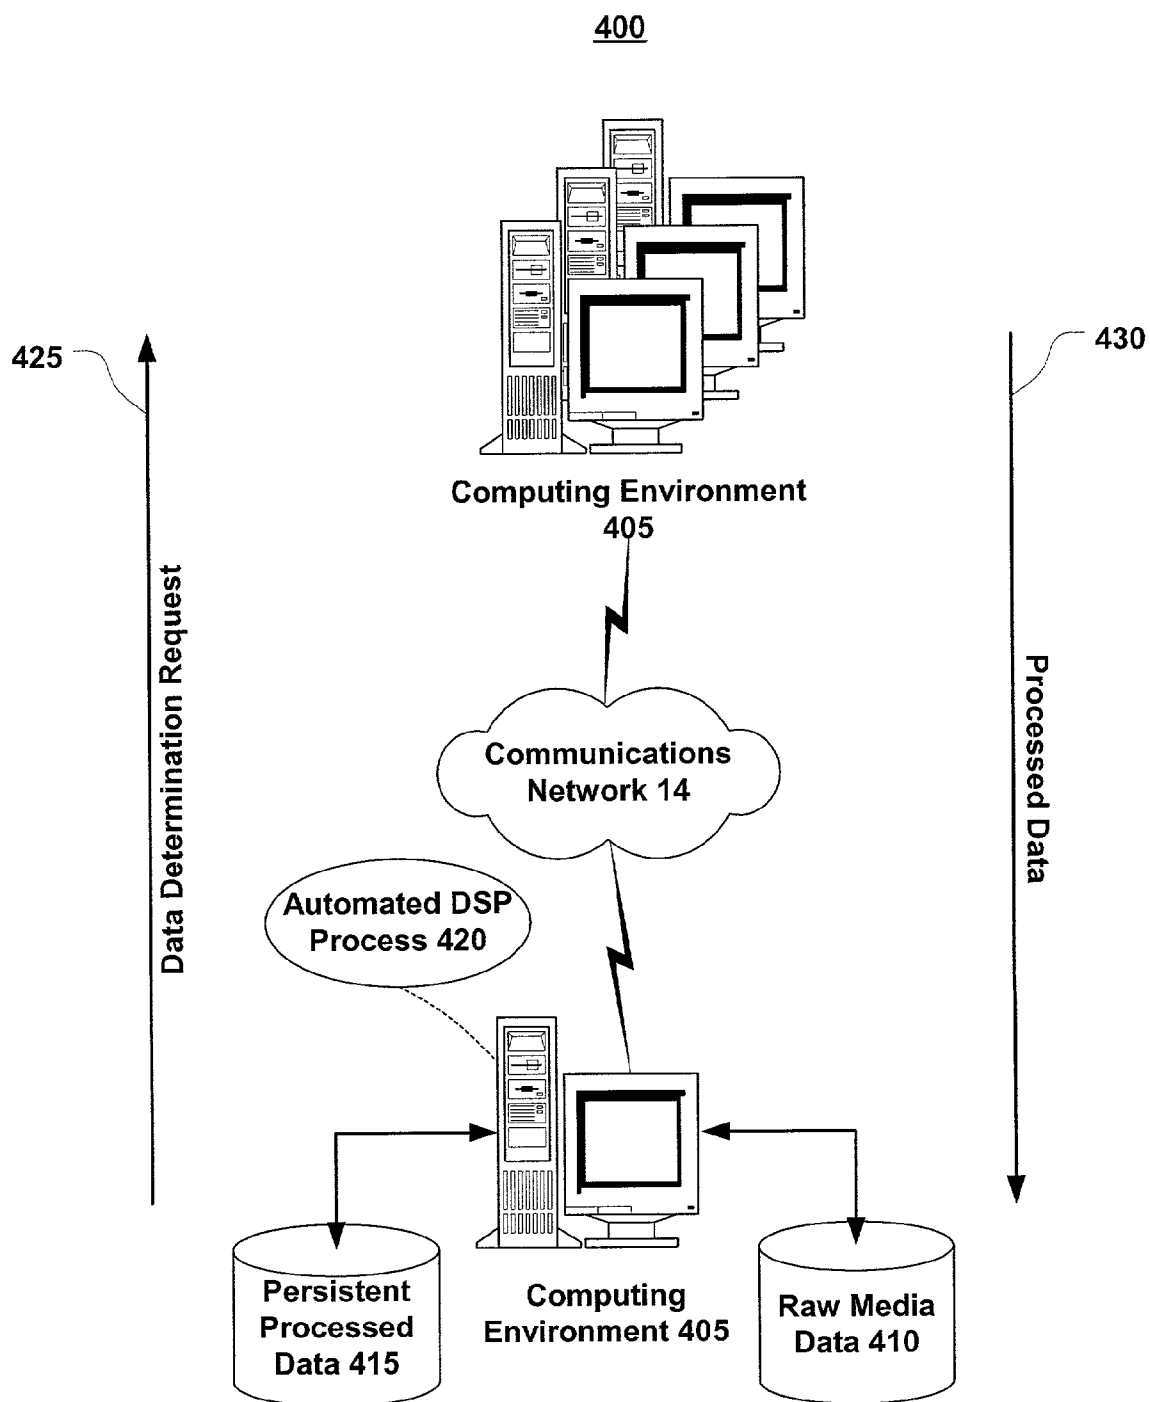 400
425
430
Computing Environment
405
Data Determination Request
Processed Data
Communications
Network 14
Automated DSP
Process 420
Persistent
Processed
Data 415
Computing
Environment 405
Raw Media
Data 410